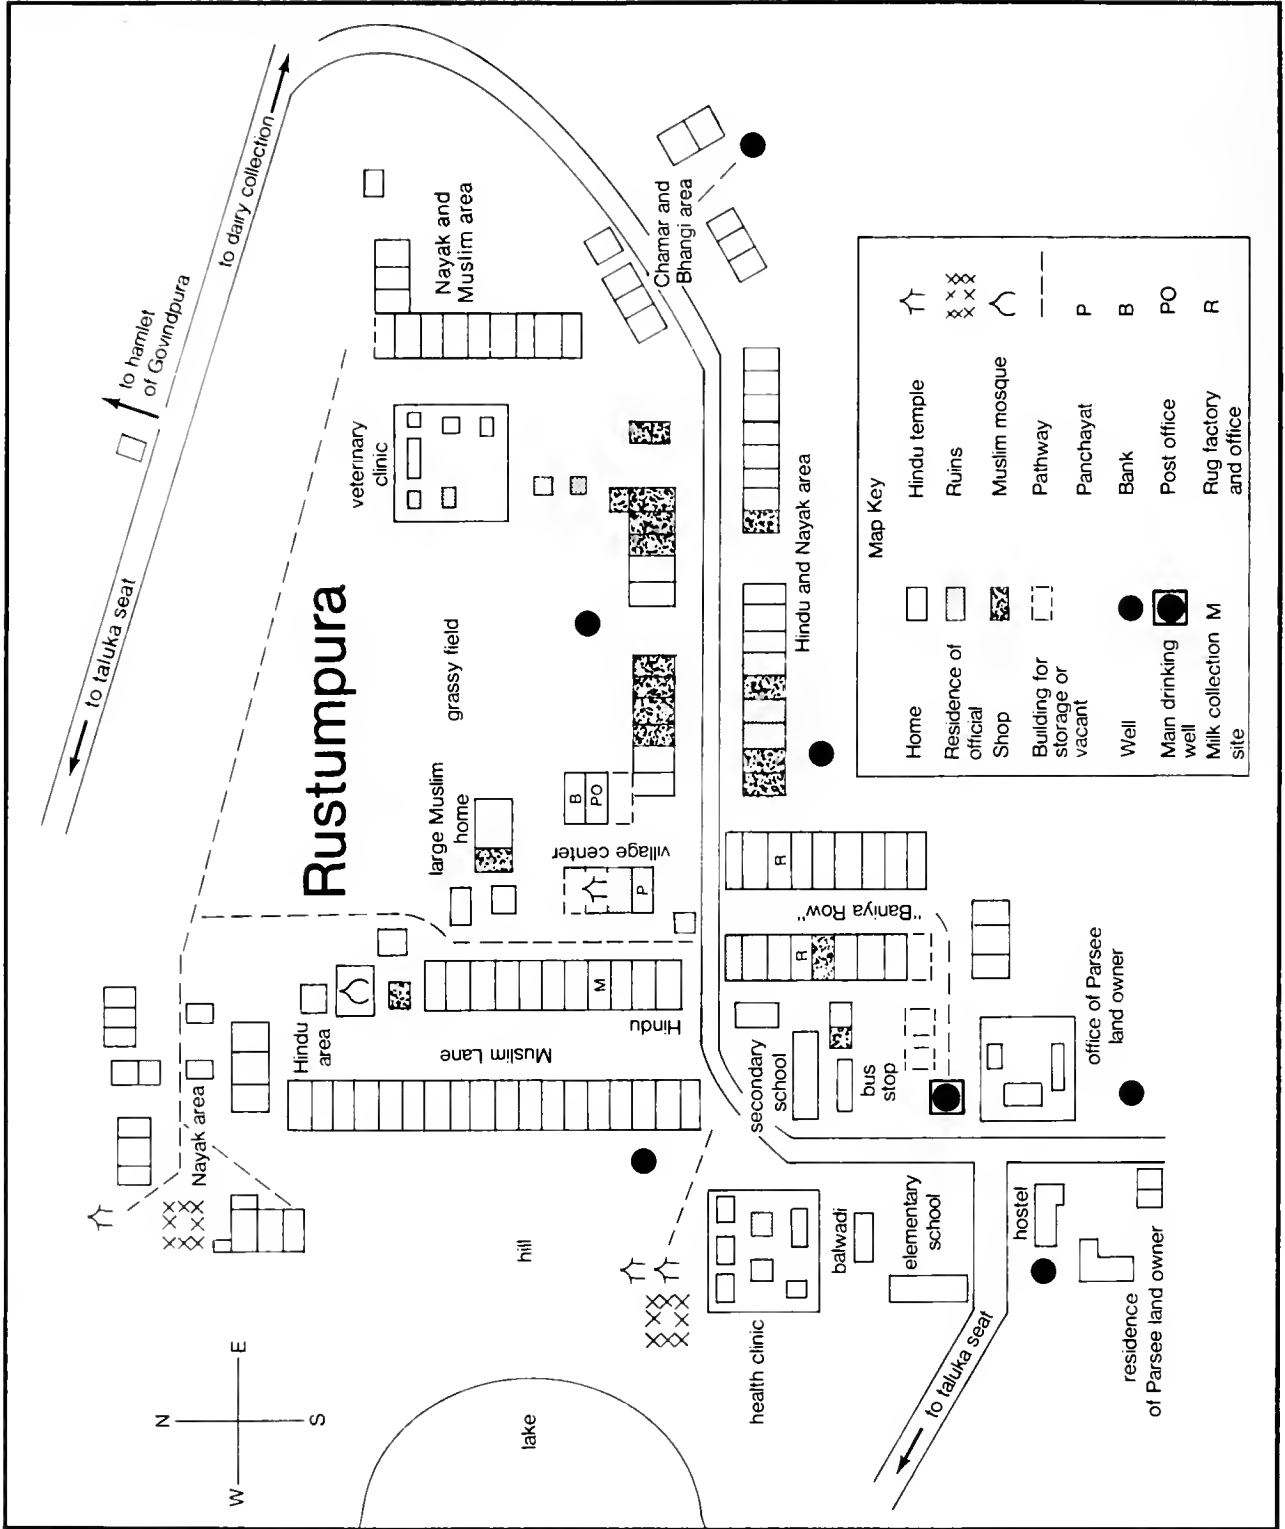 Rustumpura
to taluka seat
to dairy collection
to hamlet
of Govindpura
Nayak and
Muslim area
veterinary
clinic
grassy field
large Muslim
home
village center
B
PO
P
Chamar and
Bhangi area
Hindu and Nayak area
Nayak area
Hindu
area
Muslim Lane
Hindu
M
"Baniya Row"
R
R
secondary
school
bus
stop
office of Parsee
land owner
hill
lake
health clinic
balwadi
elementary
school
hostel
residence
of Parsee land owner
to taluka seat
N
E
S
W
Map Key
Home
Residence of
official
Shop
Building for
storage or
vacant
Well
Main drinking
well
Milk collection M
site
Hindu temple
Ruins
Muslim mosque
Pathway
Panchayat P
Bank B
Post office PO
Rug factory R
and office